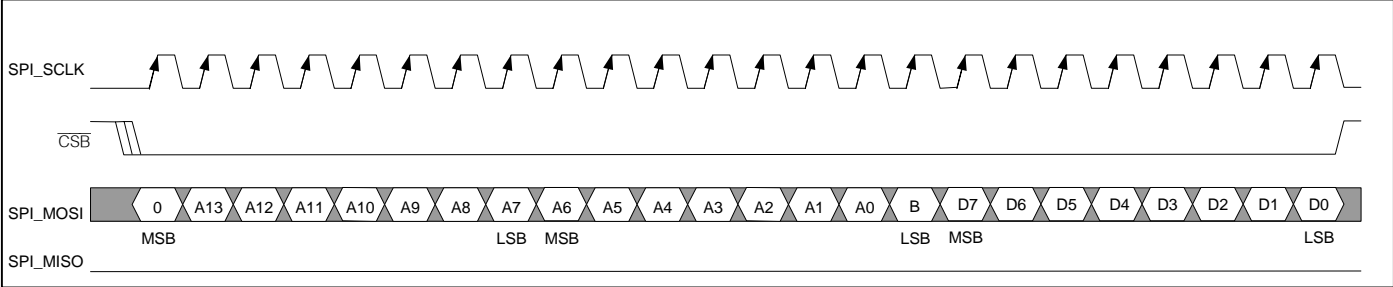 SPI_SCLK
CSB
SPI_MOSI 0 A13 A12 A11 A10 A9 A8 A7 A6 A5 A4 A3 A2 A1 A0 B D7 D6 D5 D4 D3 D2 D1 D0
MSB LSB MSB LSB MSB LSB
SPI_MISO